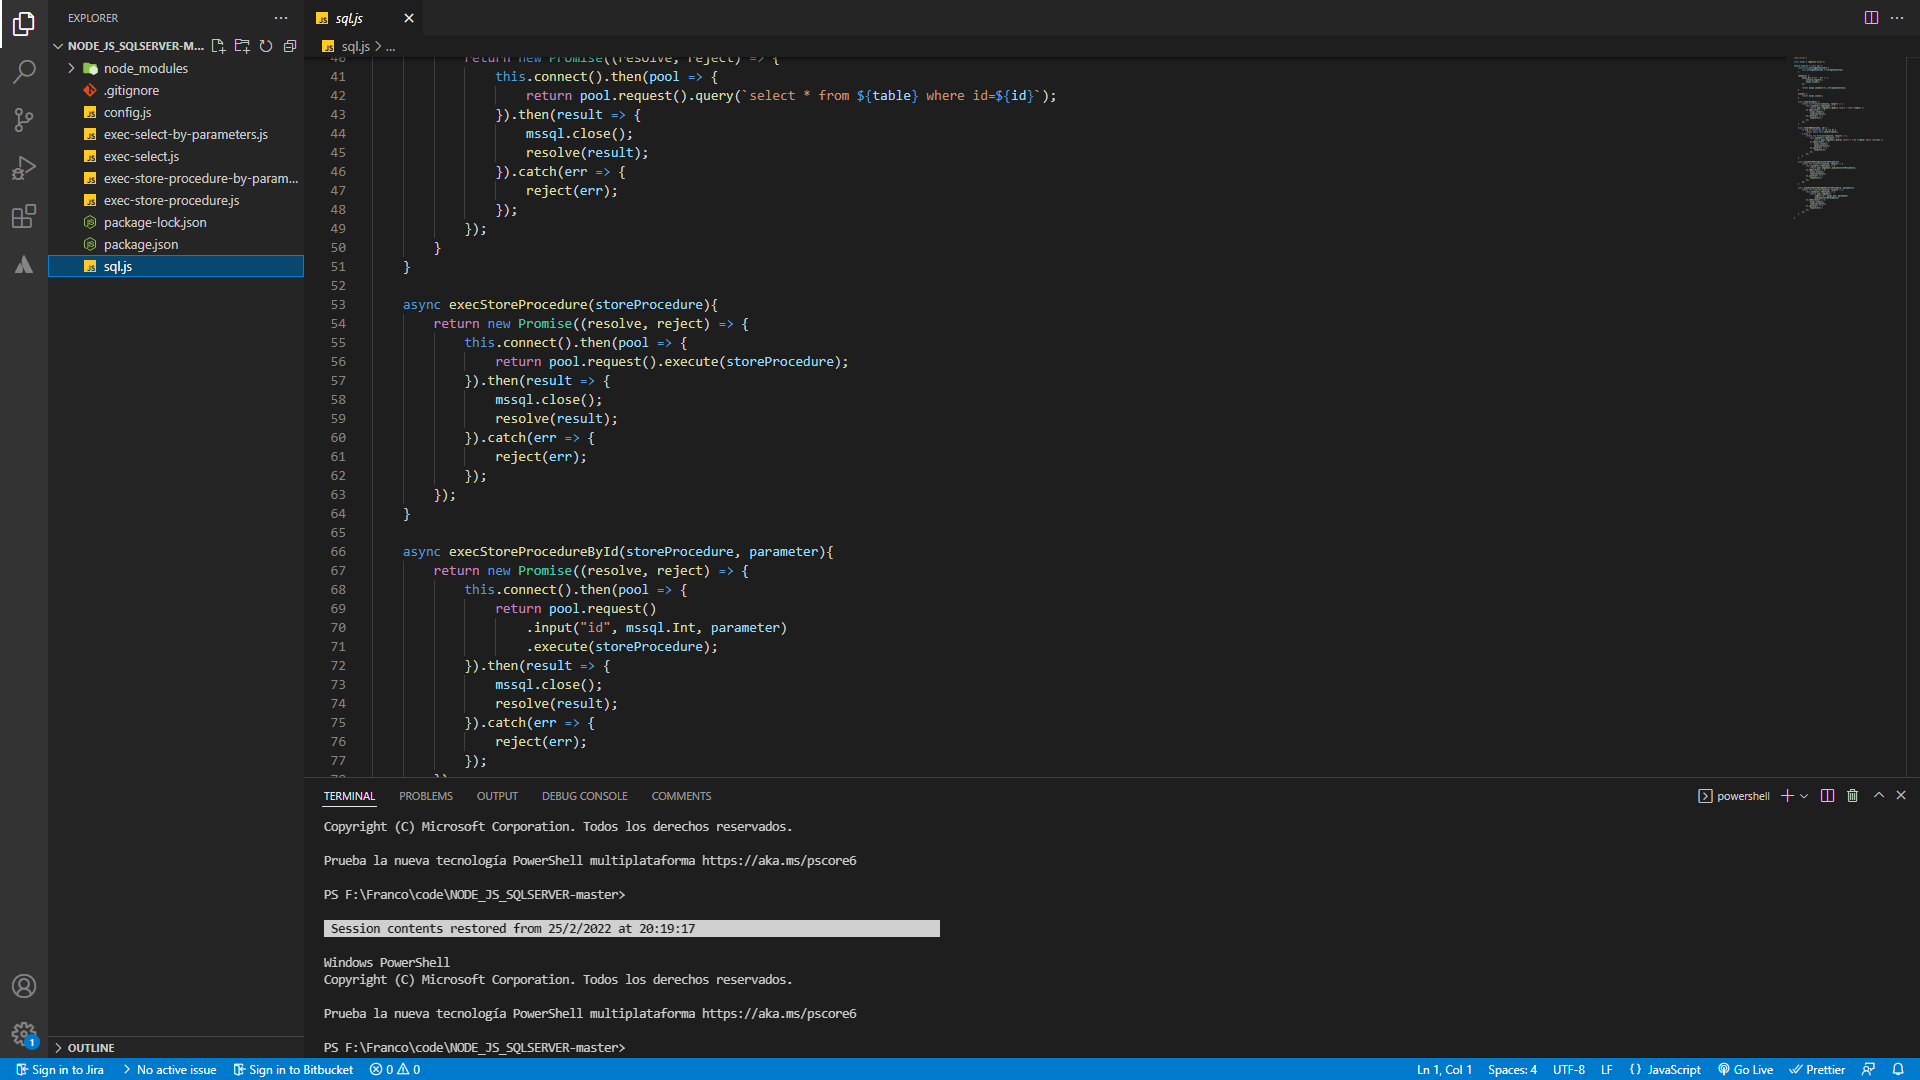 EXPLORER
NODE_JS_SQLSERVER-M...
node_modules
.gitignore
config.js
exec-select-by-parameters.js
exec-select.js
exec-store-procedure-by-param...
exec-store-procedure.js
package-lock.json
package.json
sql.js
OUTLINE
sql.js
sql.js > ...
40 return new Promise((resolve, reject) => {
41 this.connect().then(pool => {
42 return pool.request().query(`select * from ${table} where id=${id}`);
43 }).then(result => {
44 mssql.close();
45 resolve(result);
46 }).catch(err => {
47 reject(err);
48 });
49 });
50 }
51 }
52
53 async execStoreProcedure(storeProcedure){
54 return new Promise((resolve, reject) => {
55 this.connect().then(pool => {
56 return pool.request().execute(storeProcedure);
57 }).then(result => {
58 mssql.close();
59 resolve(result);
60 }).catch(err => {
61 reject(err);
62 });
63 });
64 }
65
66 async execStoreProcedureById(storeProcedure, parameter){
67 return new Promise((resolve, reject) => {
68 this.connect().then(pool => {
69 return pool.request()
70 .input("id", mssql.Int, parameter)
71 .execute(storeProcedure);
72 }).then(result => {
73 mssql.close();
74 resolve(result);
75 }).catch(err => {
76 reject(err);
77 });
78 })
TERMINAL PROBLEMS OUTPUT DEBUG CONSOLE COMMENTS powershell
Copyright (C) Microsoft Corporation. Todos los derechos reservados.
Prueba la nueva tecnología PowerShell multiplataforma https://aka.ms/pscore6
PS F:\Franco\code\NODE_JS_SQLSERVER-master>
Session contents restored from 25/2/2022 at 20:19:17
Windows PowerShell
Copyright (C) Microsoft Corporation. Todos los derechos reservados.
Prueba la nueva tecnología PowerShell multiplataforma https://aka.ms/pscore6
PS F:\Franco\code\NODE_JS_SQLSERVER-master>
1
Sign in to Jira No active issue Sign in to Bitbucket 0 0 Ln 1, Col 1 Spaces: 4 UTF-8 LF {} JavaScript Go Live Prettier